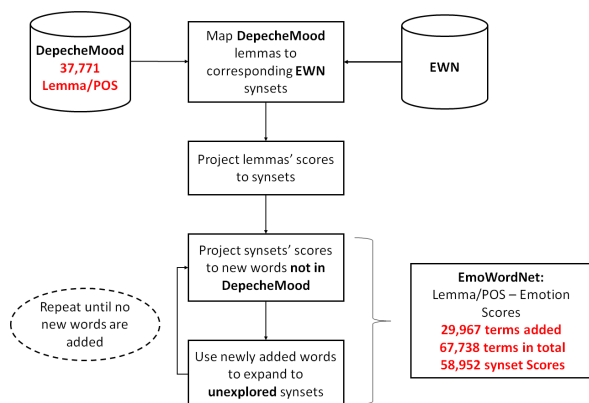 DepecheMood
37,771
Lemma/POS
Map DepecheMood
lemmas to
corresponding EWN
synsets
EWN
Project lemmas' scores
to synsets
Project synsets' scores
to new words not in
DepecheMood
Repeat until no
new words are
added
Use newly added words
to expand to
unexplored synsets
EmoWordNet:
Lemma/POS – Emotion
Scores
29,967 terms added
67,738 terms in total
58,952 synset Scores